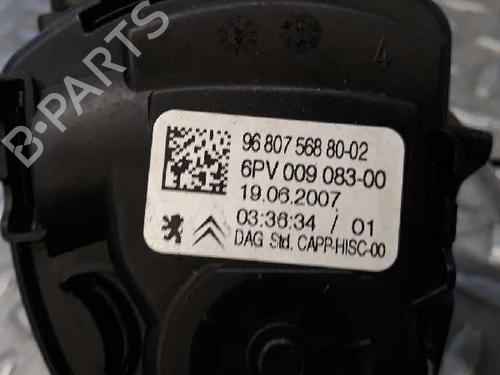 4
96 807 568 80-02
6PV 009 083-00
19.06.2007
03:36:34 / 01
DAG Std. CAPP-HISC-00
B-PARTS